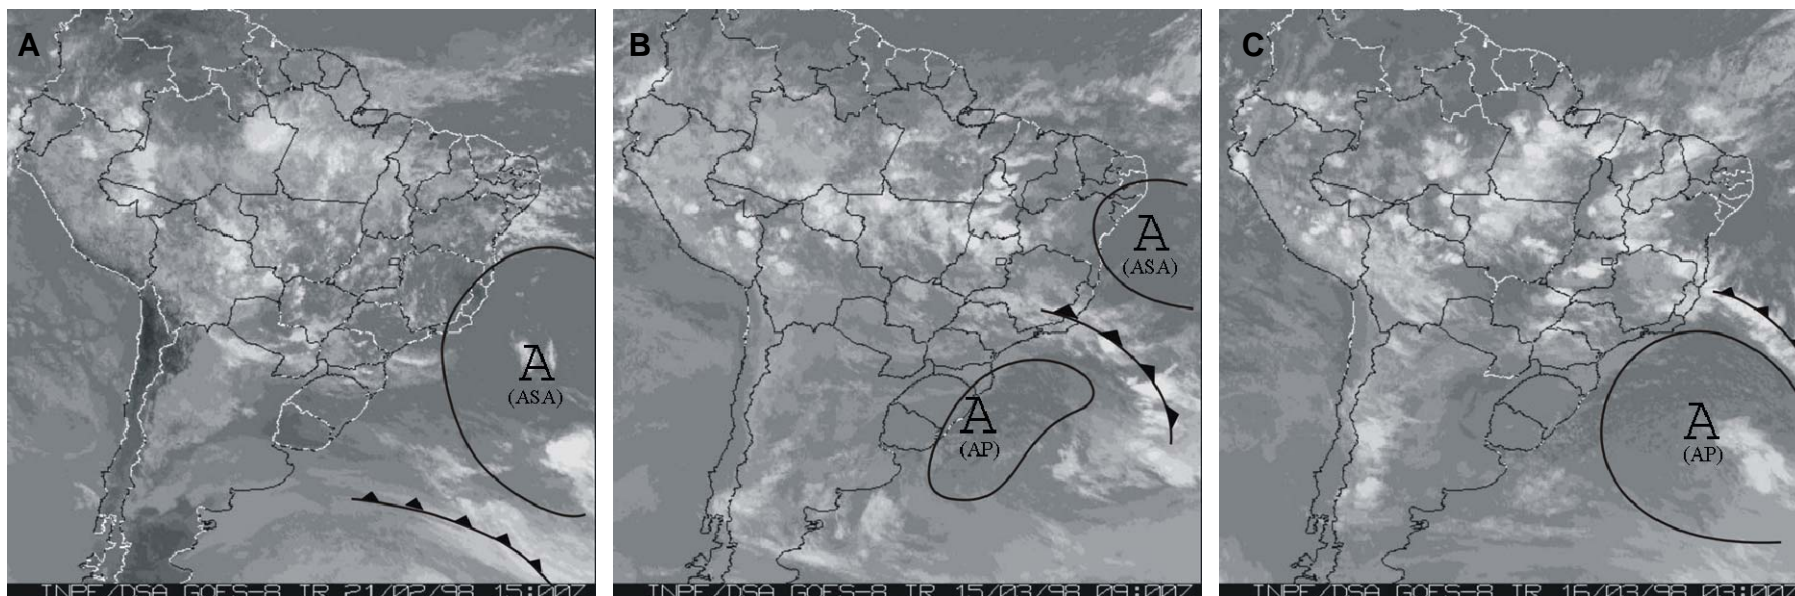 A
A
(ASA)
INPE/DSA GOES-8 IR 21/02/98 15:00Z
B
A
(ASA)
A
(AP)
INPE/DSA GOES-8 IR 15/03/98 09:00Z
C
A
(AP)
INPE/DSA GOES-8 IR 16/03/98 03:00Z